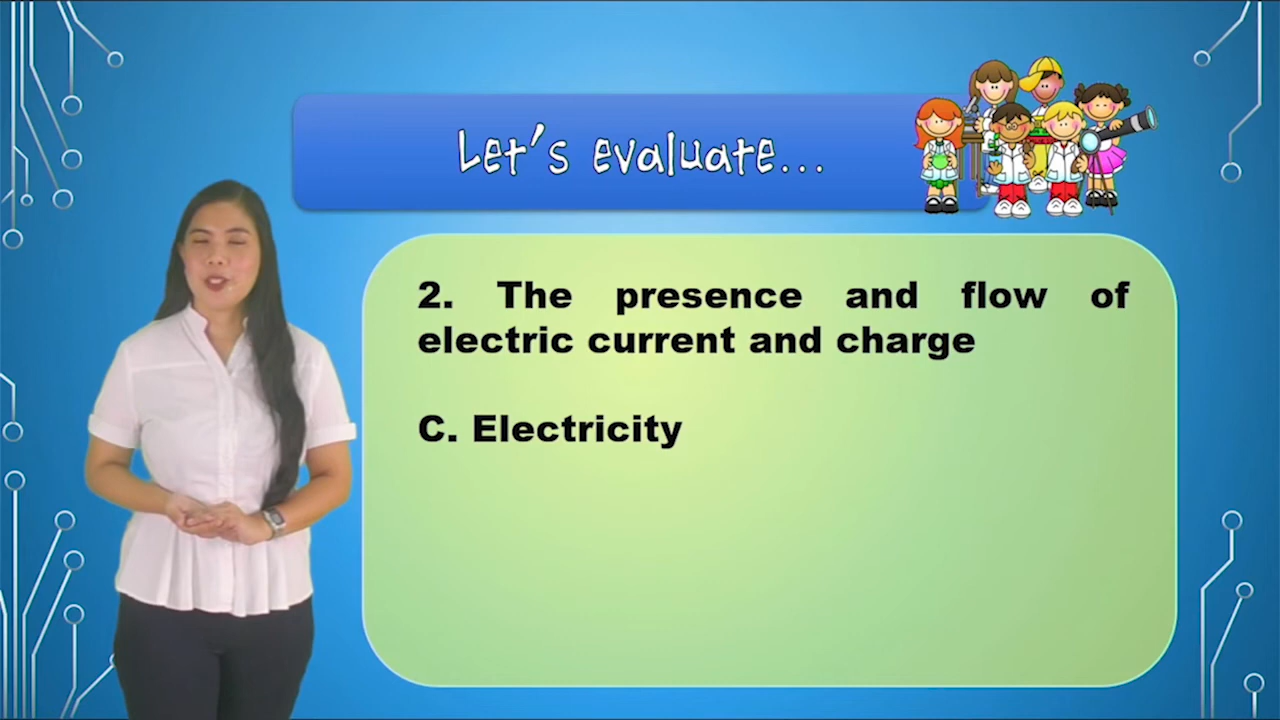 Let's evaluate...
2. The presence and flow of
electric current and charge
C. Electricity